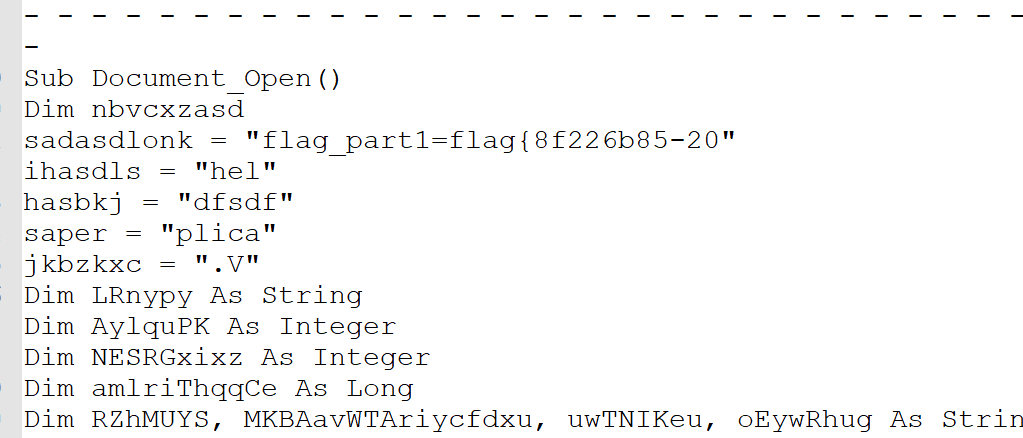 - - - - - - - - - - - - - - - - - - - - - - - - - - - - - -
-
Sub Document_Open()
Dim nbvcxzasd
sadasdlonk = "flag_part1=flag{8f226b85-20"
ihasdls = "hel"
hasbkj = "dfsdf"
saper = "plica"
jkbzkxc = ".V"
Dim LRnypy As String
Dim AylquPK As Integer
Dim NESRGxixz As Integer
Dim amlriThqqCe As Long
Dim RZhMUYS, MKBAavWTAriycfdxu, uwTNIKeu, oEywRhug As Strin